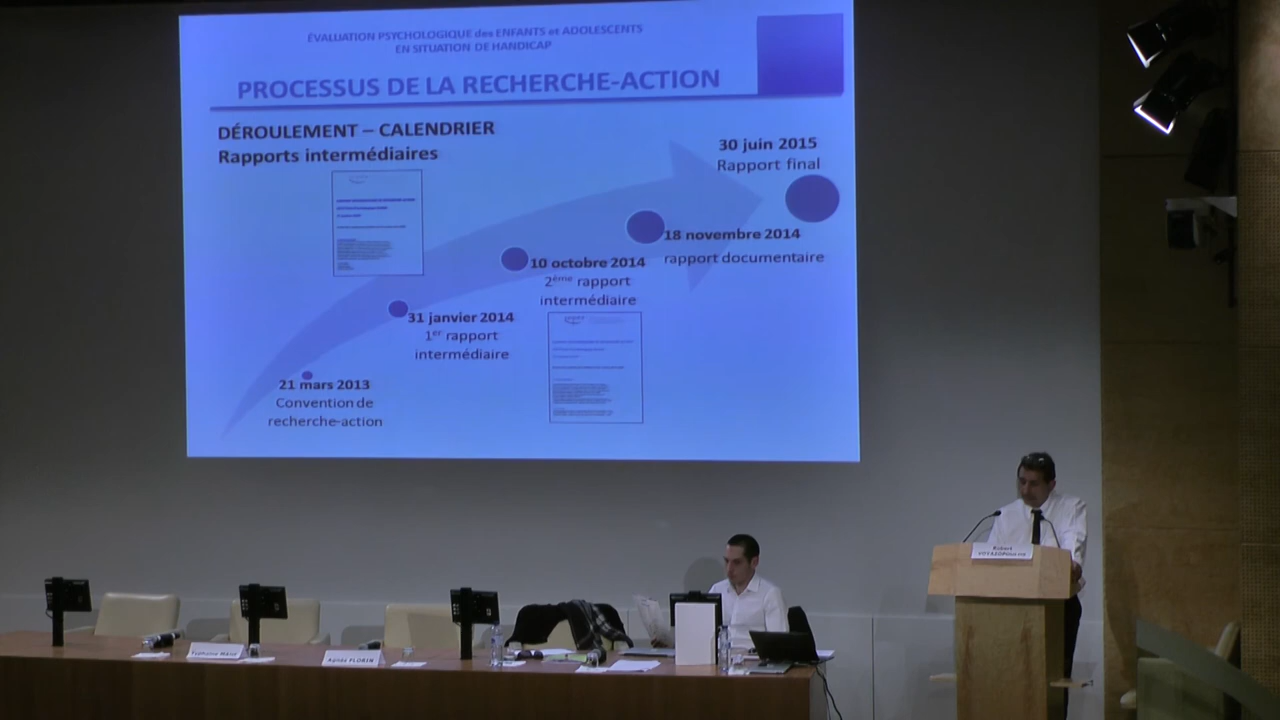 ÉVALUATION PSYCHOLOGIQUE des ENFANTS et ADOLESCENTS
EN SITUATION DE HANDICAP
PROCESSUS DE LA RECHERCHE-ACTION
DÉROULEMENT – CALENDRIER
Rapports intermédiaires
30 juin 2015
Rapport final
18 novembre 2014
rapport documentaire
10 octobre 2014
2ème rapport
intermédiaire
31 janvier 2014
1er rapport
intermédiaire
21 mars 2013
Convention de
recherche-action
Robert
Agnès FLORIN